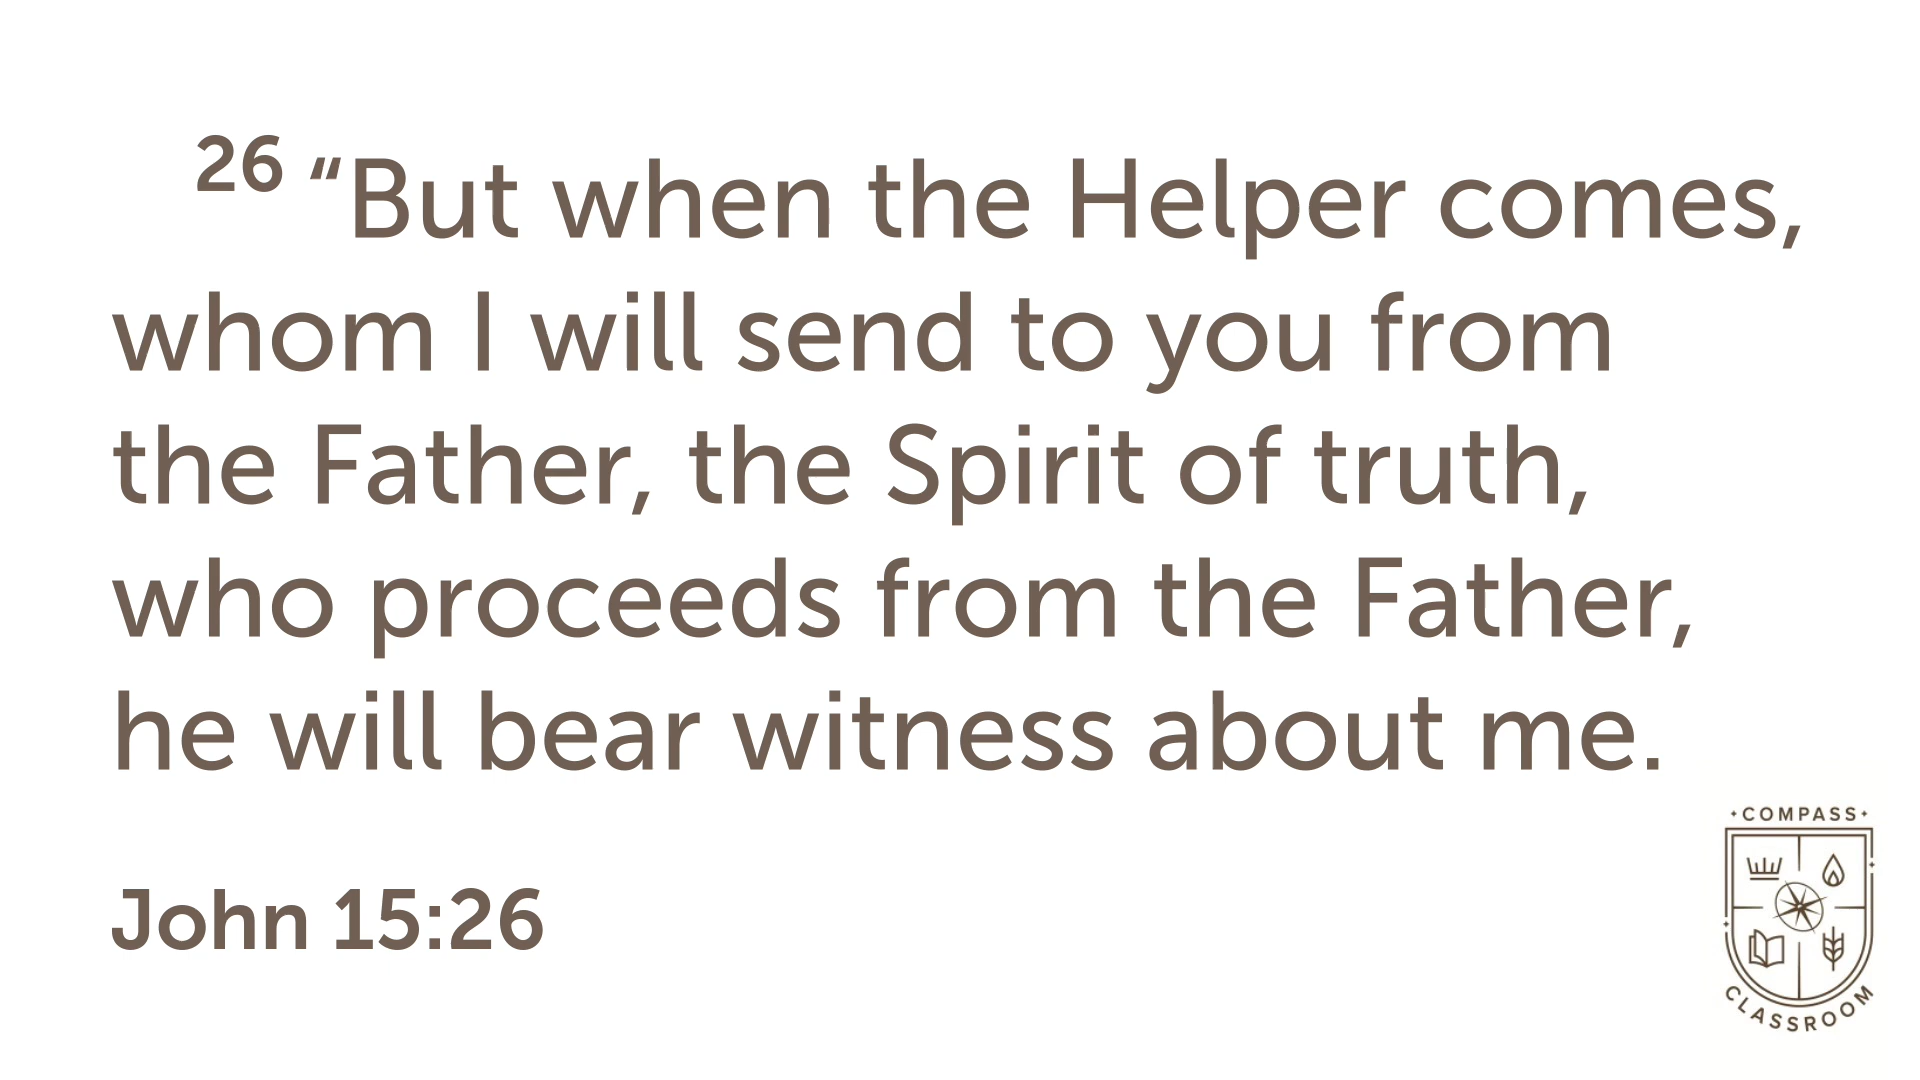 26 “But when the Helper comes,
whom I will send to you from
the Father, the Spirit of truth,
who proceeds from the Father,
he will bear witness about me.
John 15:26
COMPASS
CLASSROOM